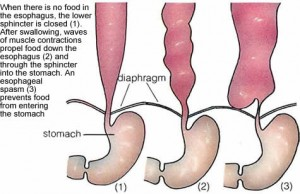 When there is no food in
the esophagus, the lower
sphincter is closed (1).
After swallowing, waves
of muscle contractions
propel food down the
esophagus (2) and
through the sphincter
into the stomach. An
esophageal
spasm (3)
prevents food
from entering
the stomach
diaphragm
stomach
(1)
(2)
(3)